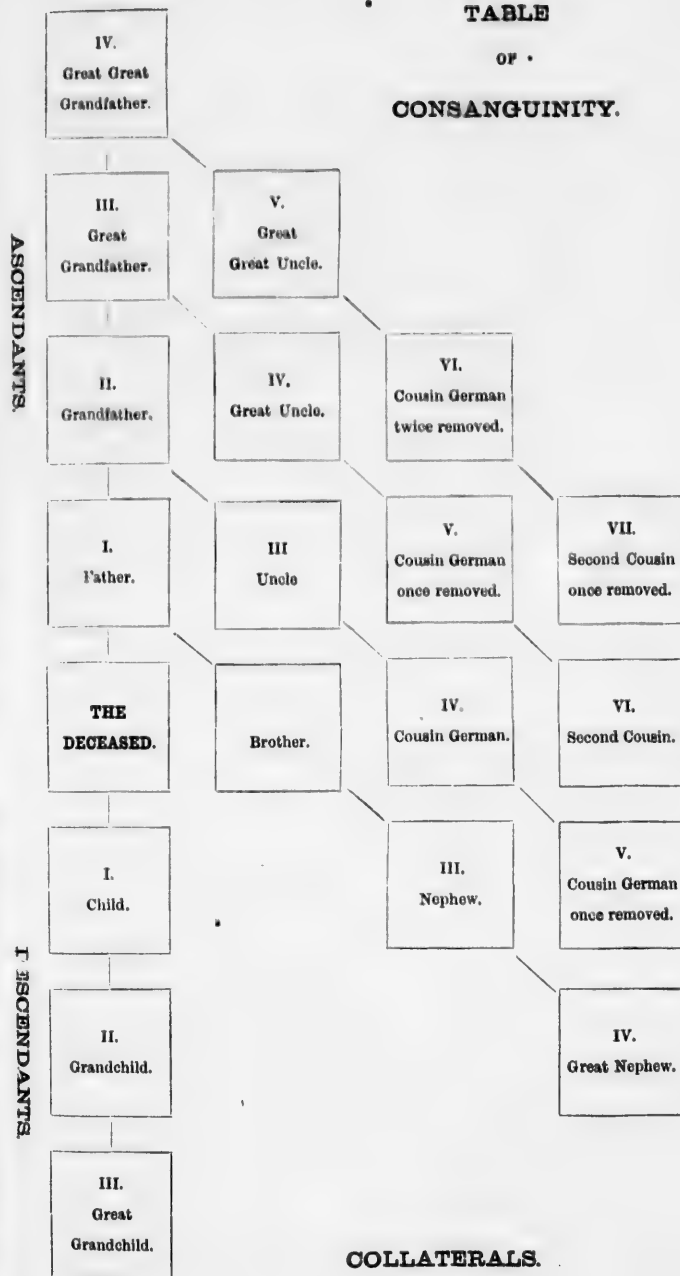 TABLE
OF
CONSANGUINITY.
IV.
Great Great
Grandfather.
ASCENDANTS.
III.
Great
Grandfather.
V.
Great
Great Uncle.
II.
Grandfather.
IV.
Great Uncle.
VI.
Cousin German
twice removed.
I.
Father.
III
Uncle
V.
Cousin German
once removed.
VII.
Second Cousin
once removed.
THE
DECEASED.
Brother.
IV.
Cousin German.
VI.
Second Cousin.
I.
Child.
III.
Nephew.
V.
Cousin German
once removed.
DESCENDANTS.
II.
Grandchild.
IV.
Great Nephew.
III.
Great
Grandchild.
COLLATERALS.